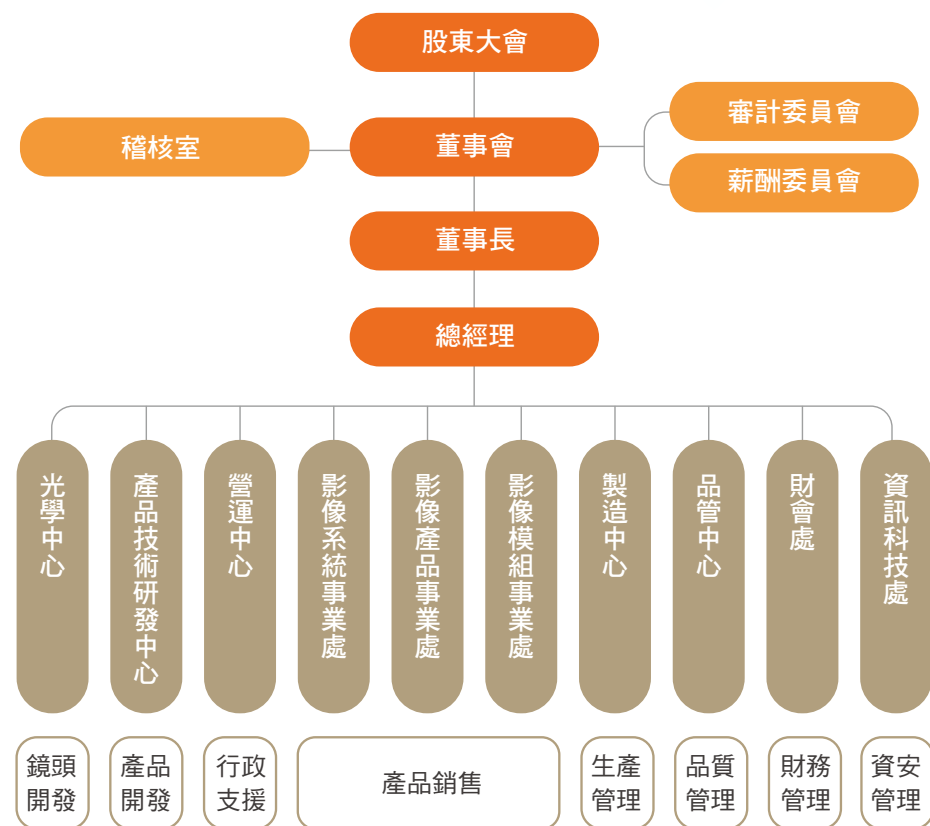 股東大會
審計委員會
稽核室
董事會
薪酬委員會
董事長
總經理
光學中心
產品技術研發中心
營運中心
影像系統事業處
影像產品事業處
影像模組事業處
製造中心
品管中心
財會處
資訊科技處
鏡頭
開發
產品
開發
行政
支援
產品銷售
生產
管理
品質
管理
財務
管理
資安
管理